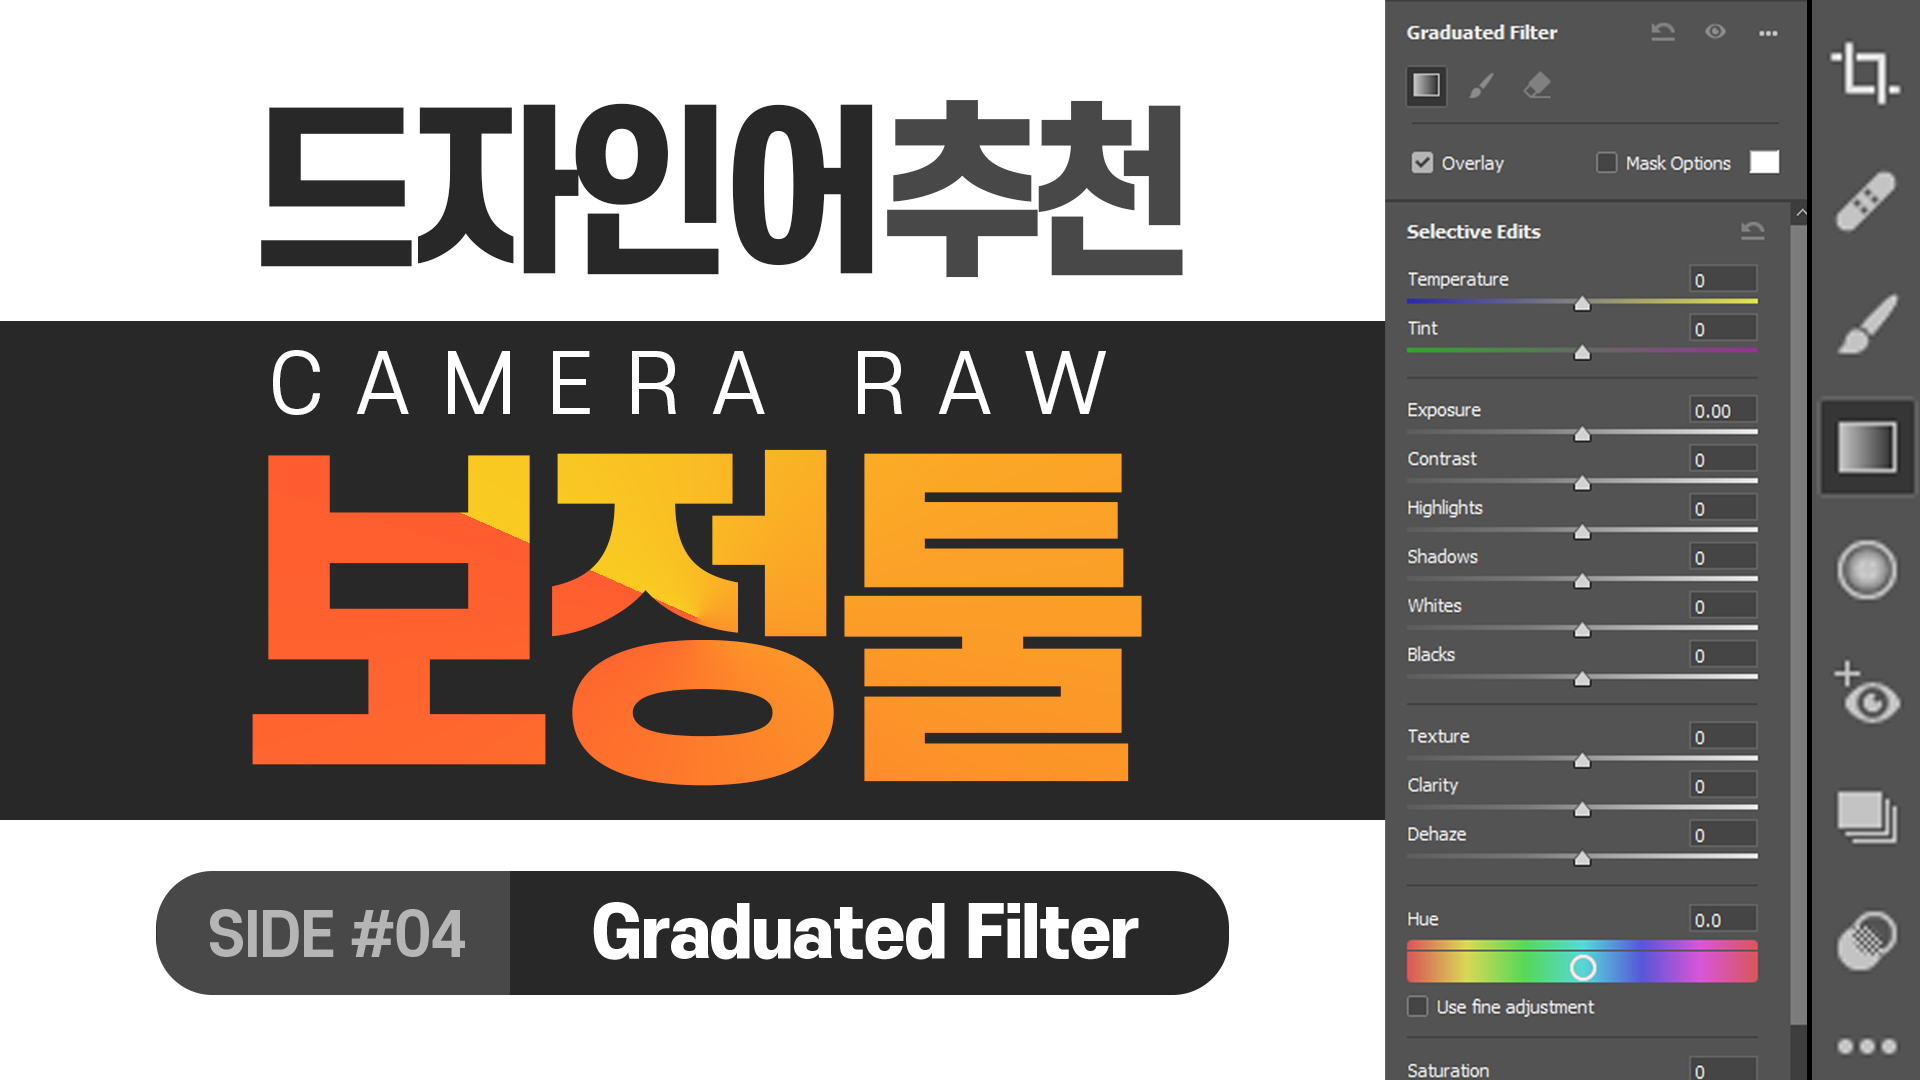 드자인어추천
CAMERA RAW
보정툴
SIDE #04
Graduated Filter
Graduated Filter
Overlay
Mask Options
Selective Edits
Temperature 0
Tint 0
Exposure 0.00
Contrast 0
Highlights 0
Shadows 0
Whites 0
Blacks 0
Texture 0
Clarity 0
Dehaze 0
Hue 0.0
Use fine adjustment
Saturation 0